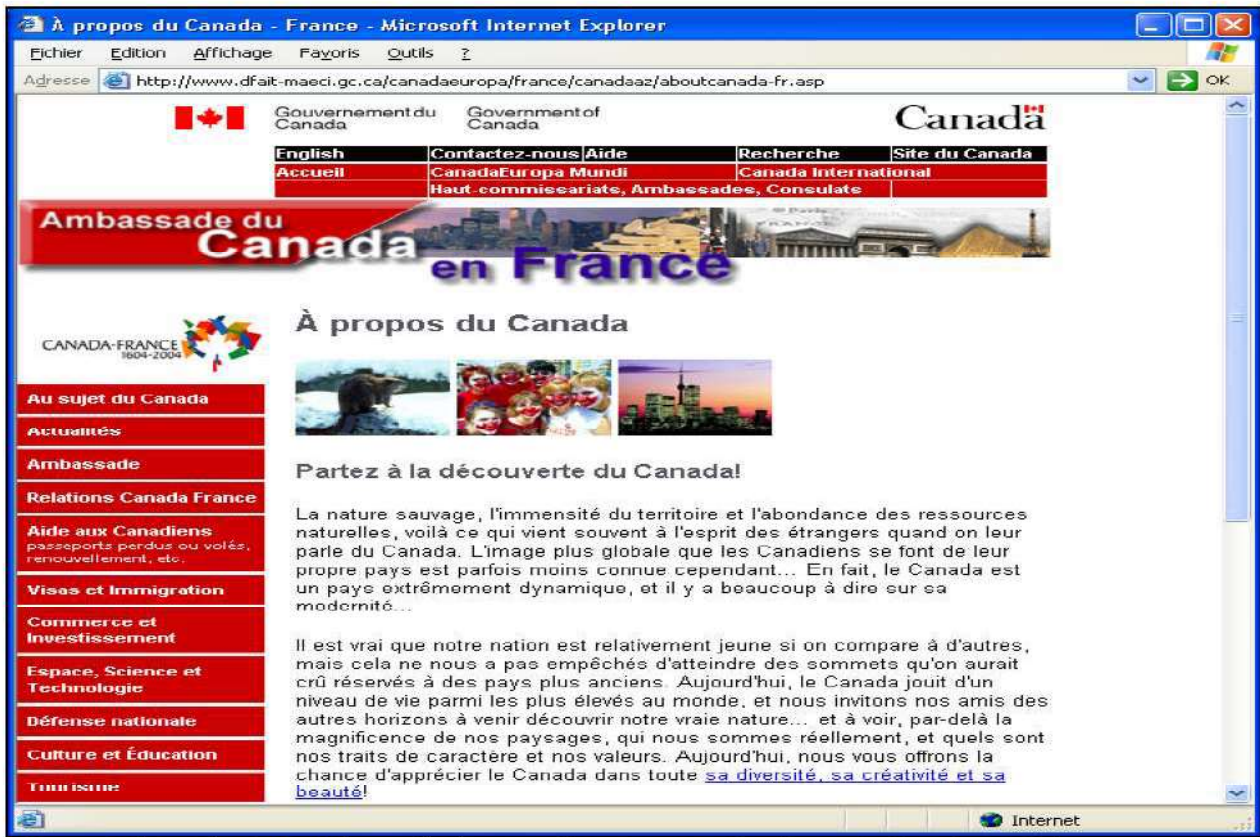 À propos du Canada - France - Microsoft Internet Explorer
Fichier Edition Affichage Favoris Outils ?
Adresse http://www.dfait-maeci.gc.ca/canadaeuropa/france/canadaaz/aboutcanada-fr.asp OK
Gouvernement du Government of
Canada Canada
Canada
English Contactez-nous Aide Recherche Site du Canada
Accueil CanadaEuropa Mundi Canada International
Haut-commissariats, Ambassades, Consulats
Ambassade du
Canada
en France
CANADA-FRANCE
1604-2004
Au sujet du Canada
Actualités
Ambassade
Relations Canada France
Aide aux Canadiens
passeports perdus ou volés,
renouvellement, etc.
Visas et Immigration
Commerce et
Investissement
Espace, Science et
Technologie
Défense nationale
Culture et Éducation
Tourisme
À propos du Canada
Partez à la découverte du Canada!
La nature sauvage, l'immensité du territoire et l'abondance des ressources
naturelles, voilà ce qui vient souvent à l'esprit des étrangers quand on leur
parle du Canada. L'image plus globale que les Canadiens se font de leur
propre pays est parfois moins connue cependant... En fait, le Canada est
un pays extrêmement dynamique, et il y a beaucoup à dire sur sa
modernité...
Il est vrai que notre nation est relativement jeune si on compare à d'autres,
mais cela ne nous a pas empêchés d'atteindre des sommets qu'on aurait
crû réservés à des pays plus anciens. Aujourd'hui, le Canada jouit d'un
niveau de vie parmi les plus élevés au monde, et nous invitons nos amis des
autres horizons à venir découvrir notre vraie nature... et à voir, par-delà la
magnificence de nos paysages, qui nous sommes réellement, et quels sont
nos traits de caractère et nos valeurs. Aujourd'hui, nous vous offrons la
chance d'apprécier le Canada dans toute sa diversité, sa créativité et sa
beauté!
Internet